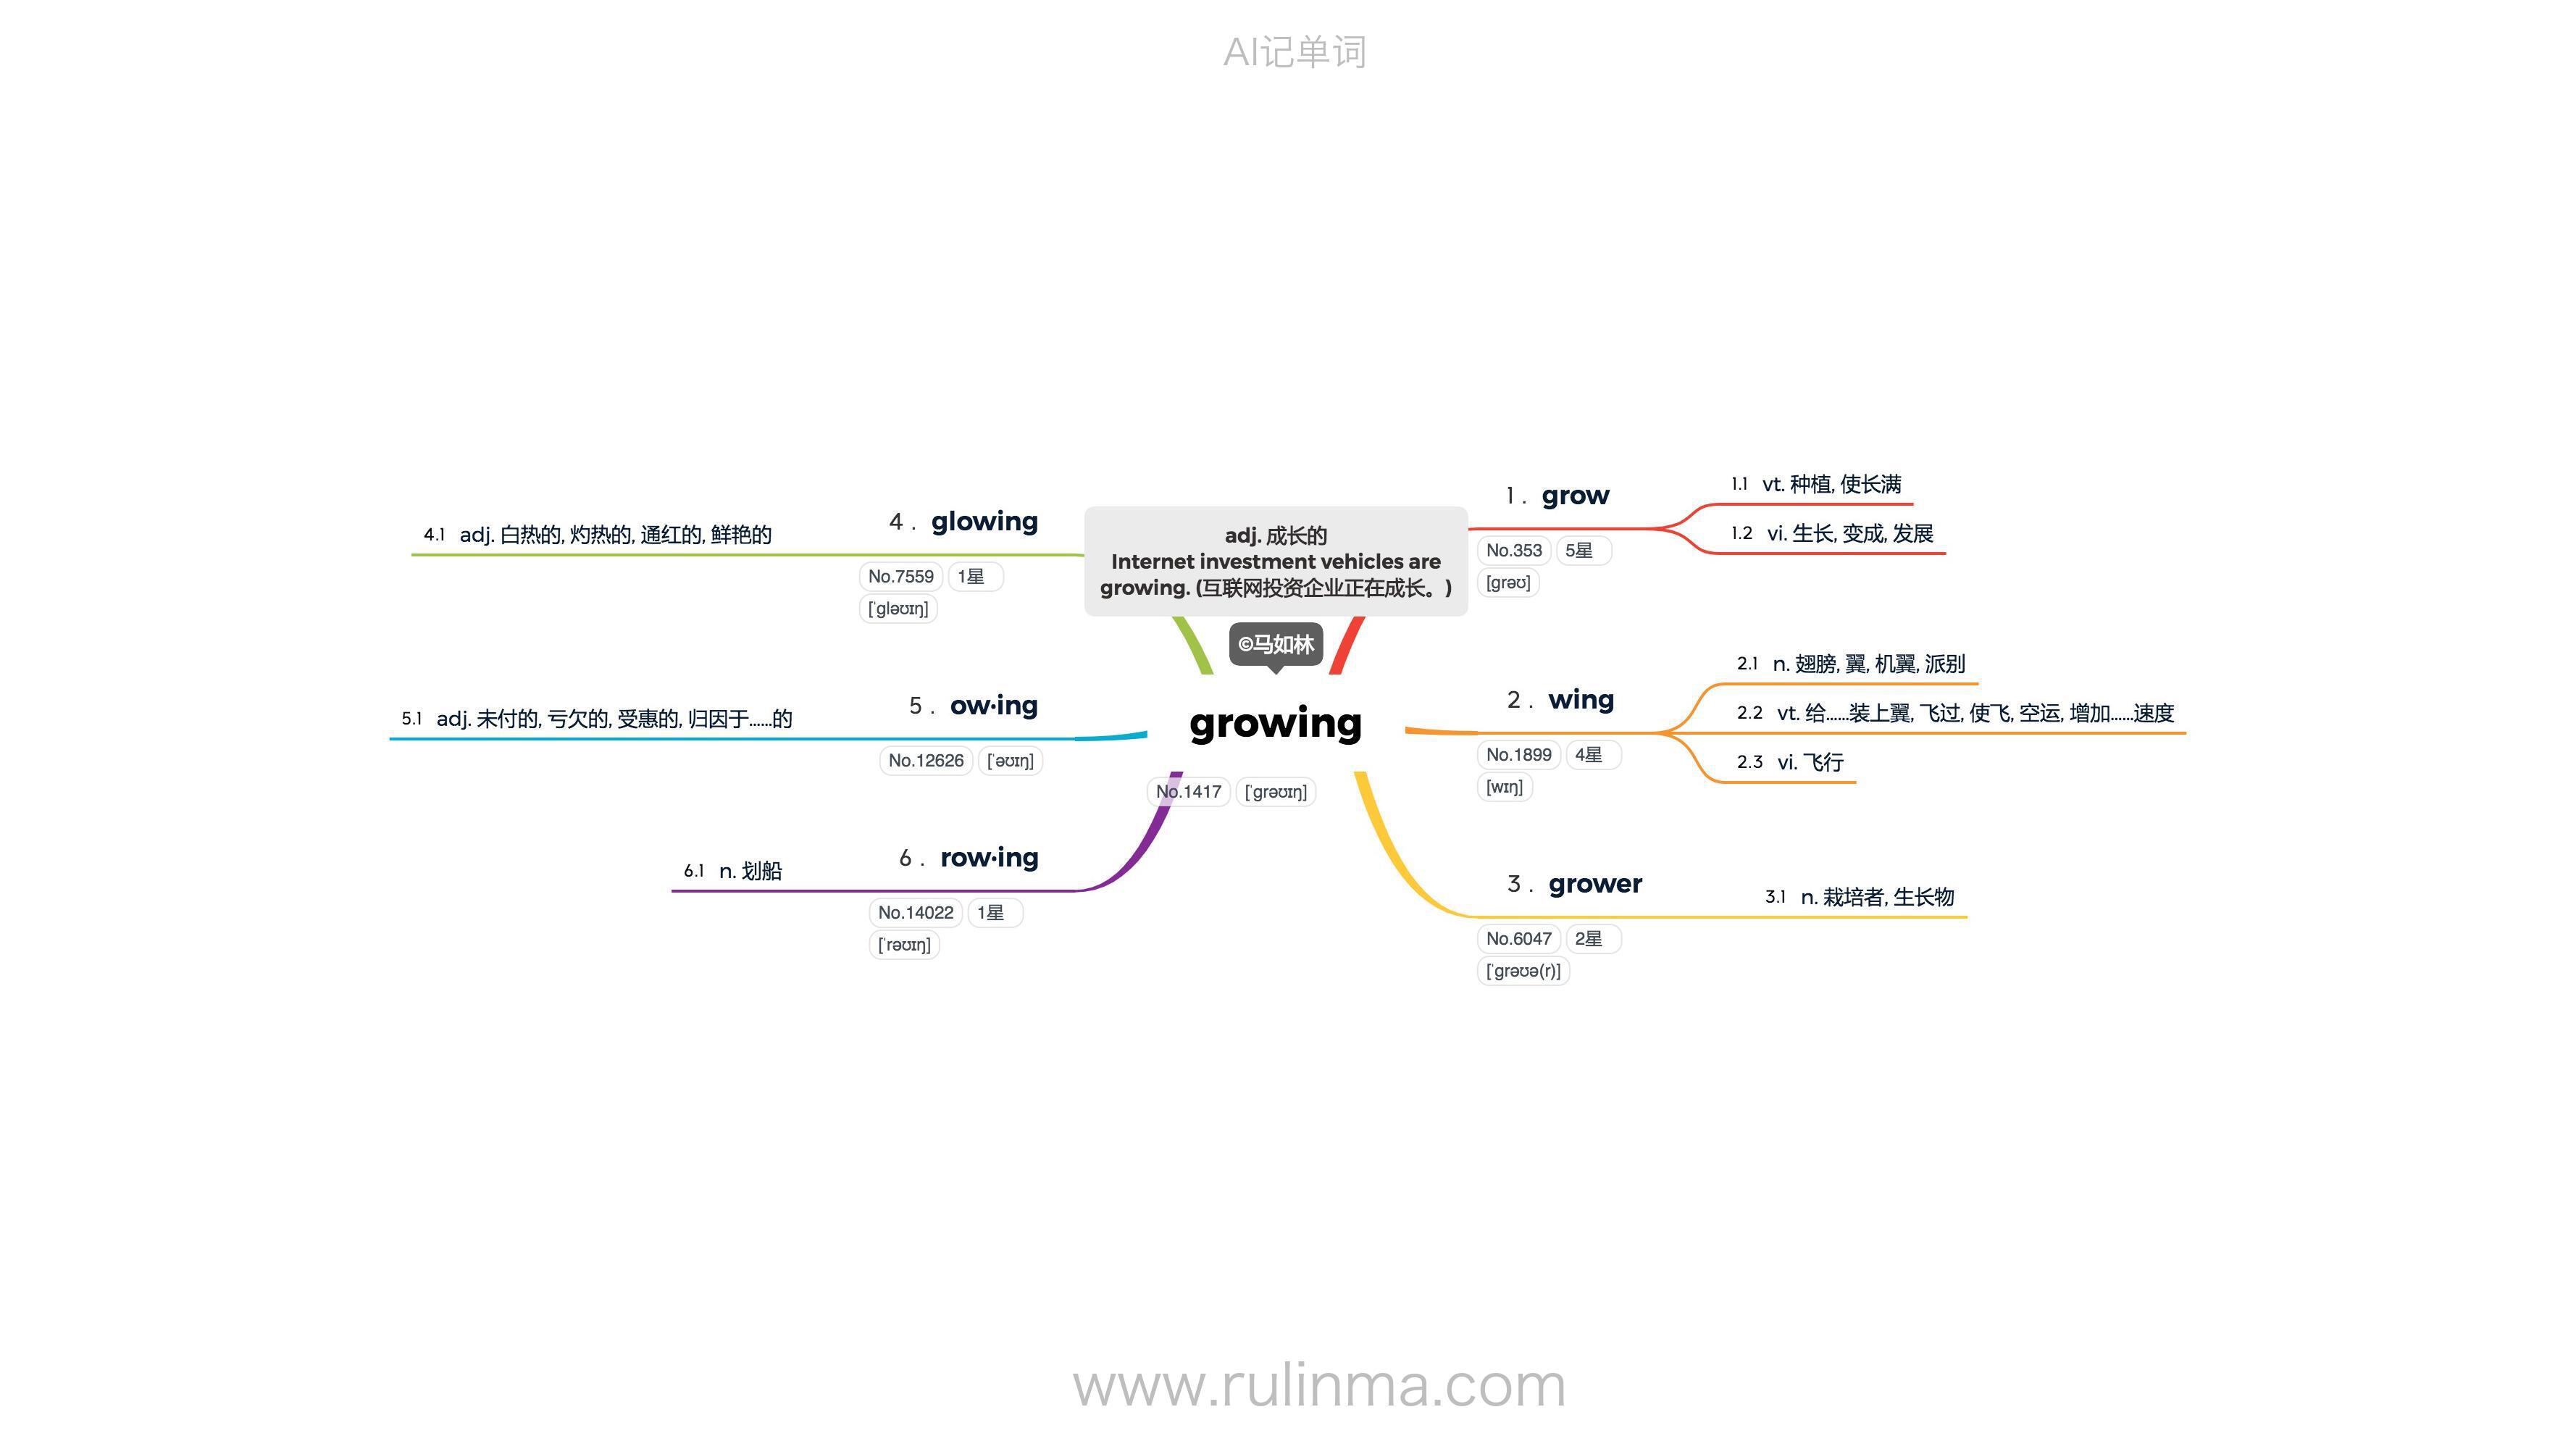 AI记单词
adj. 成长的
Internet investment vehicles are
growing. (互联网投资企业正在成长。)
©马如林
growing
No.1417 [ˈɡrəʊɪŋ]
1. grow
No.353 5星
[ɡrəʊ]
1.1 vt. 种植, 使长满
1.2 vi. 生长, 变成, 发展
2. wing
No.1899 4星
[wɪŋ]
2.1 n. 翅膀, 翼, 机翼, 派别
2.2 vt. 给……装上翼, 飞过, 使飞, 空运, 增加……速度
2.3 vi. 飞行
3. grower
No.6047 2星
[ˈɡrəʊə(r)]
3.1 n. 栽培者, 生长物
4. glowing
No.7559 1星
[ˈɡləʊɪŋ]
4.1 adj. 白热的, 灼热的, 通红的, 鲜艳的
5. ow·ing
No.12626 [ˈəʊɪŋ]
5.1 adj. 未付的, 亏欠的, 受惠的, 归因于……的
6. row·ing
No.14022 1星
[ˈrəʊɪŋ]
6.1 n. 划船
www.rulinma.com